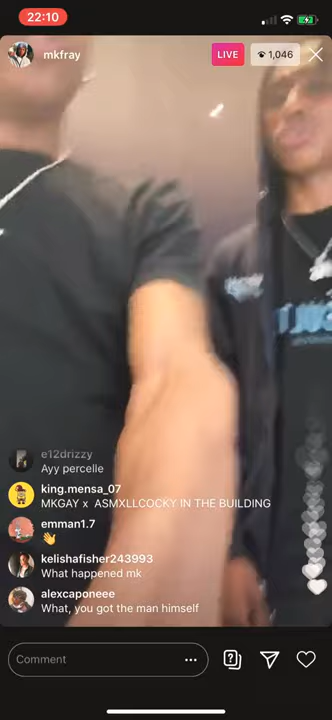 22:10
mkfray
LIVE
1,046
e12drizzy
Ayy percelle
king.mensa_07
MKGAY x ASMXLLCOCKY IN THE BUILDING
emman1.7
👋
kelishafisher243993
What happened mk
alexcaponeee
What, you got the man himself
Comment